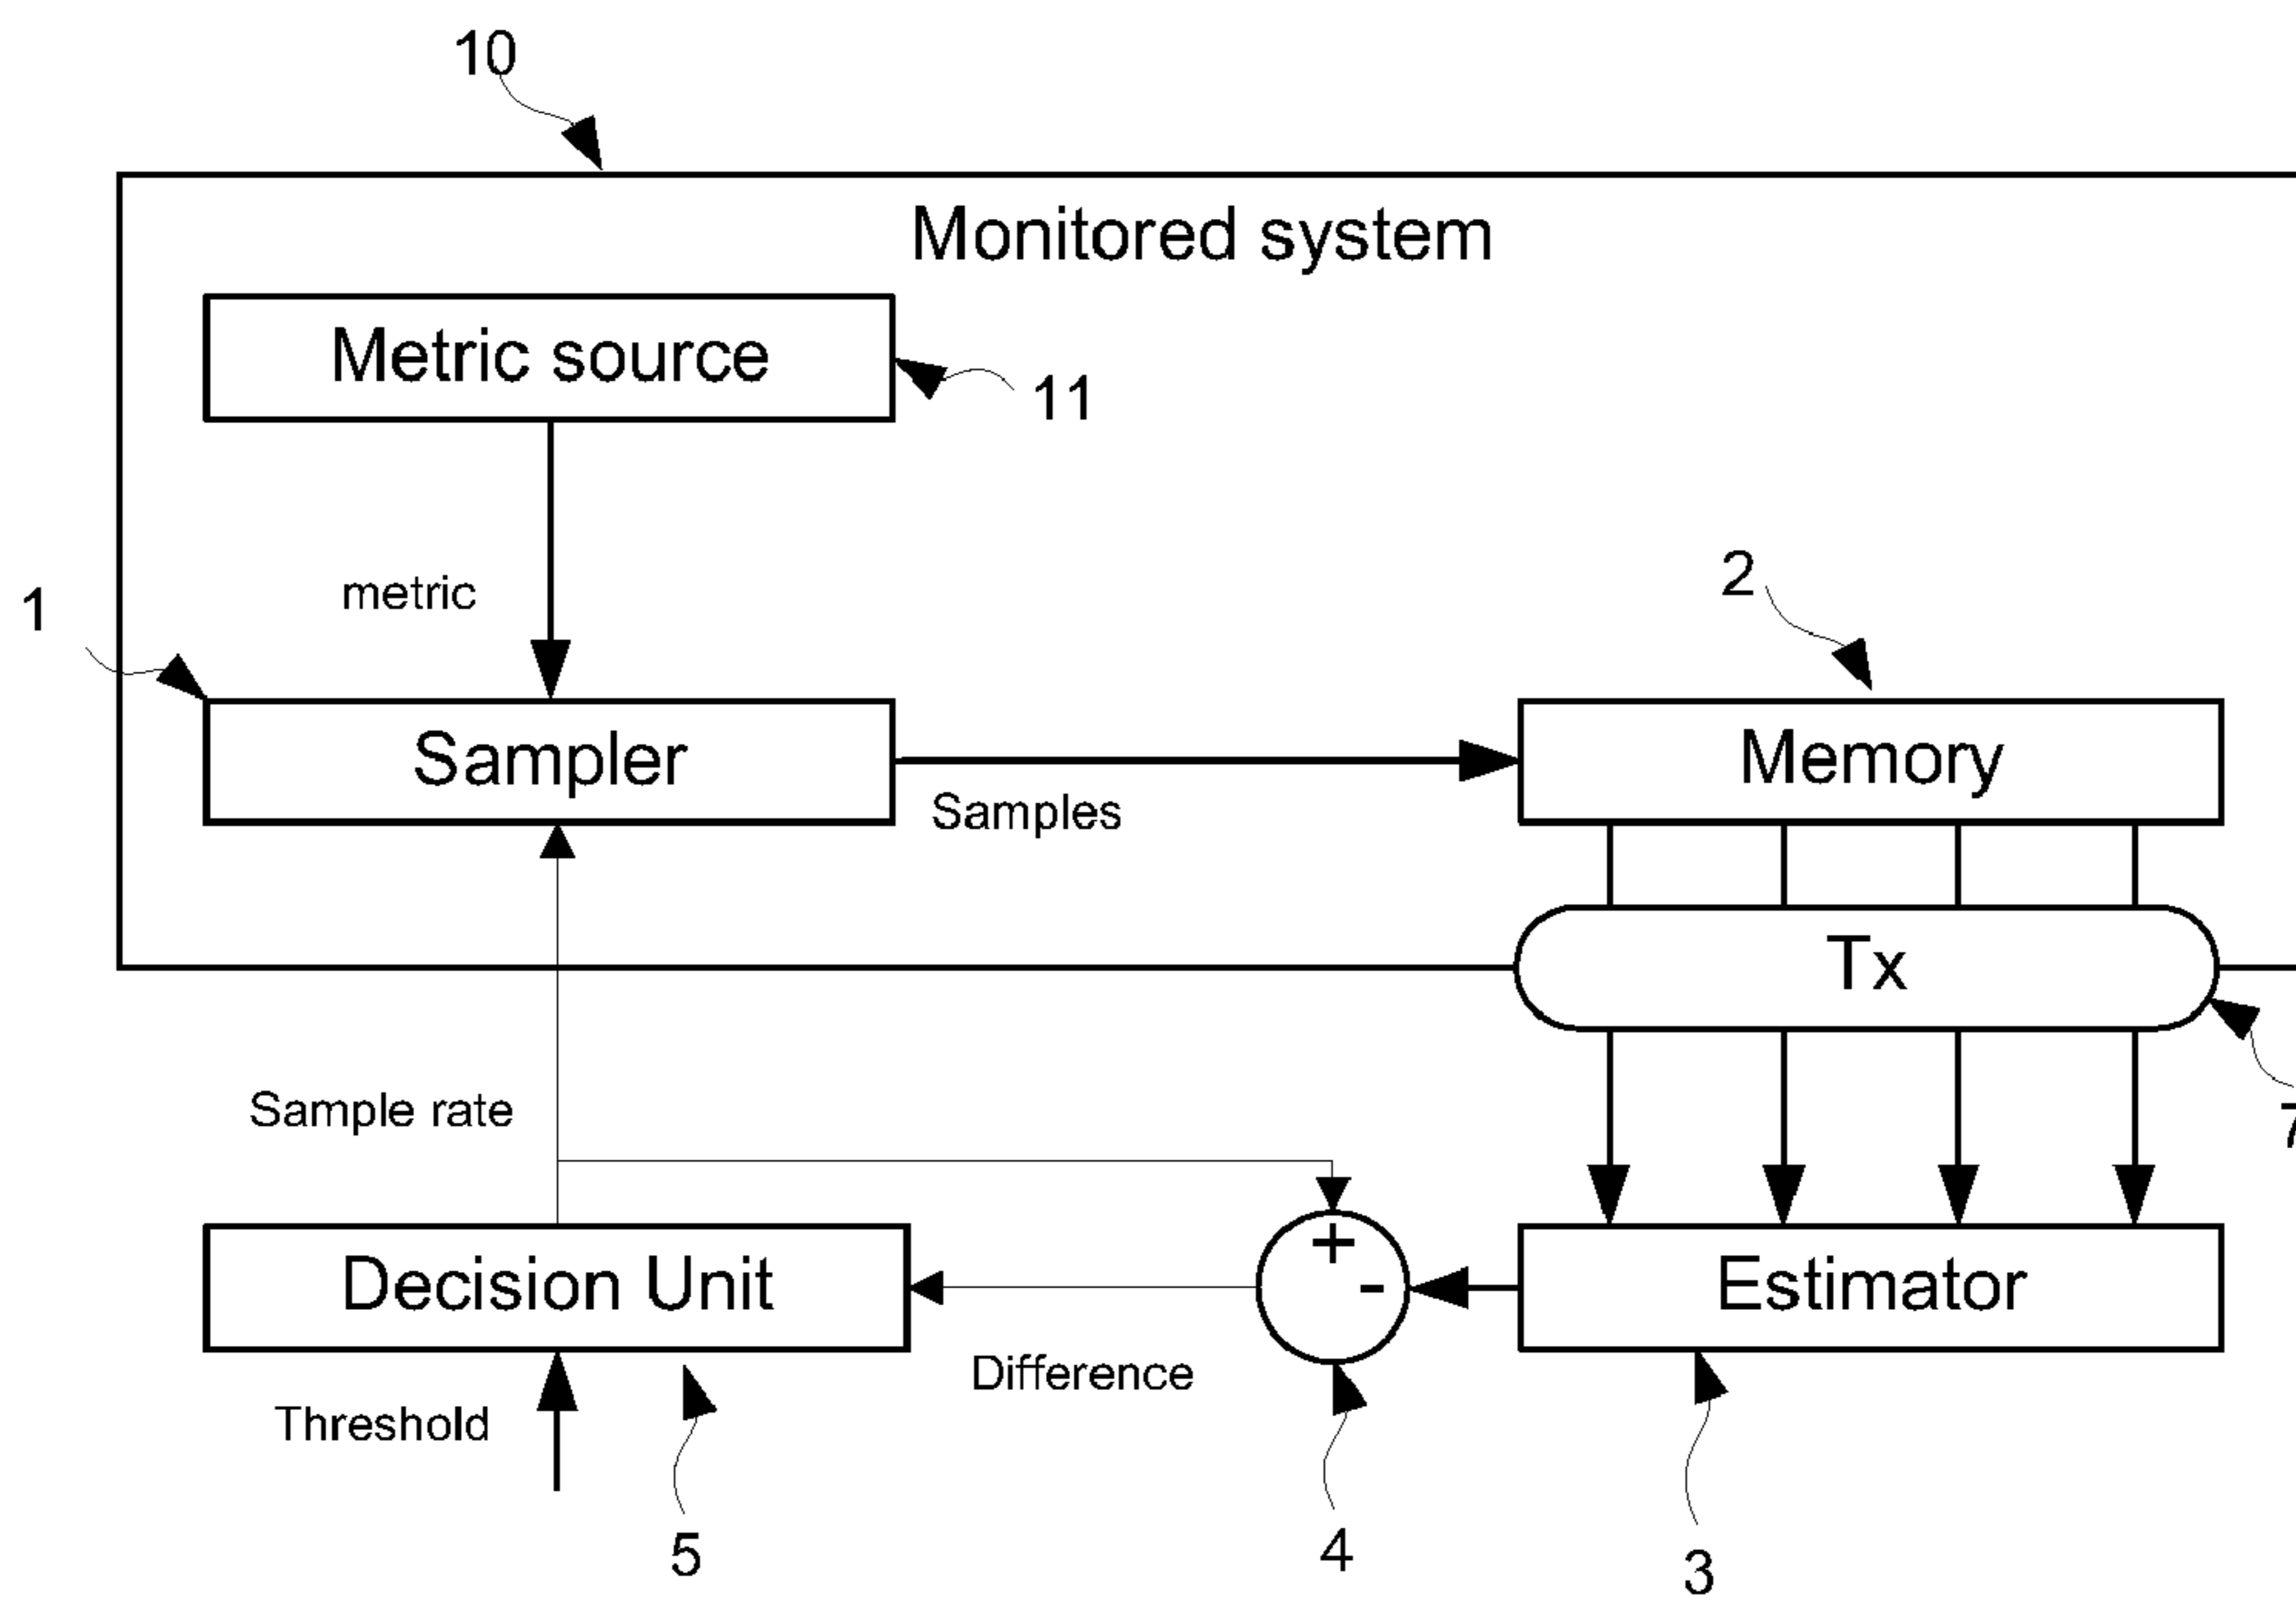 10
Monitored system
Metric source
11
metric
1
2
Sampler
Memory
Samples
Tx
7
Sample rate
+
-
Decision Unit
Estimator
Difference
Threshold
5
4
3